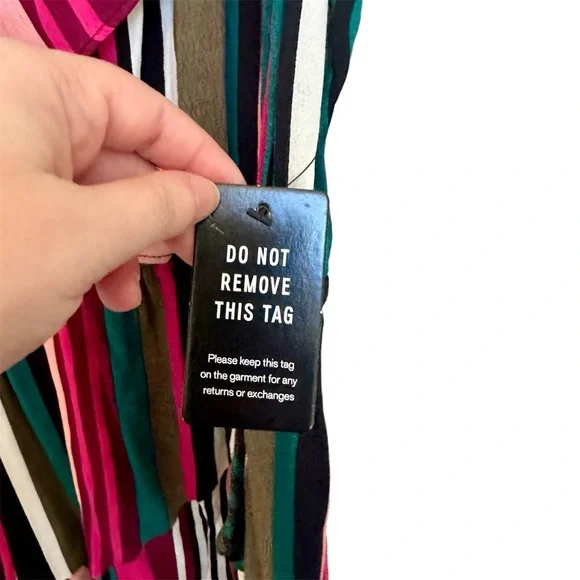 DO NOT
REMOVE
THIS TAG
Please keep this tag
on the garment for any
returns or exchanges